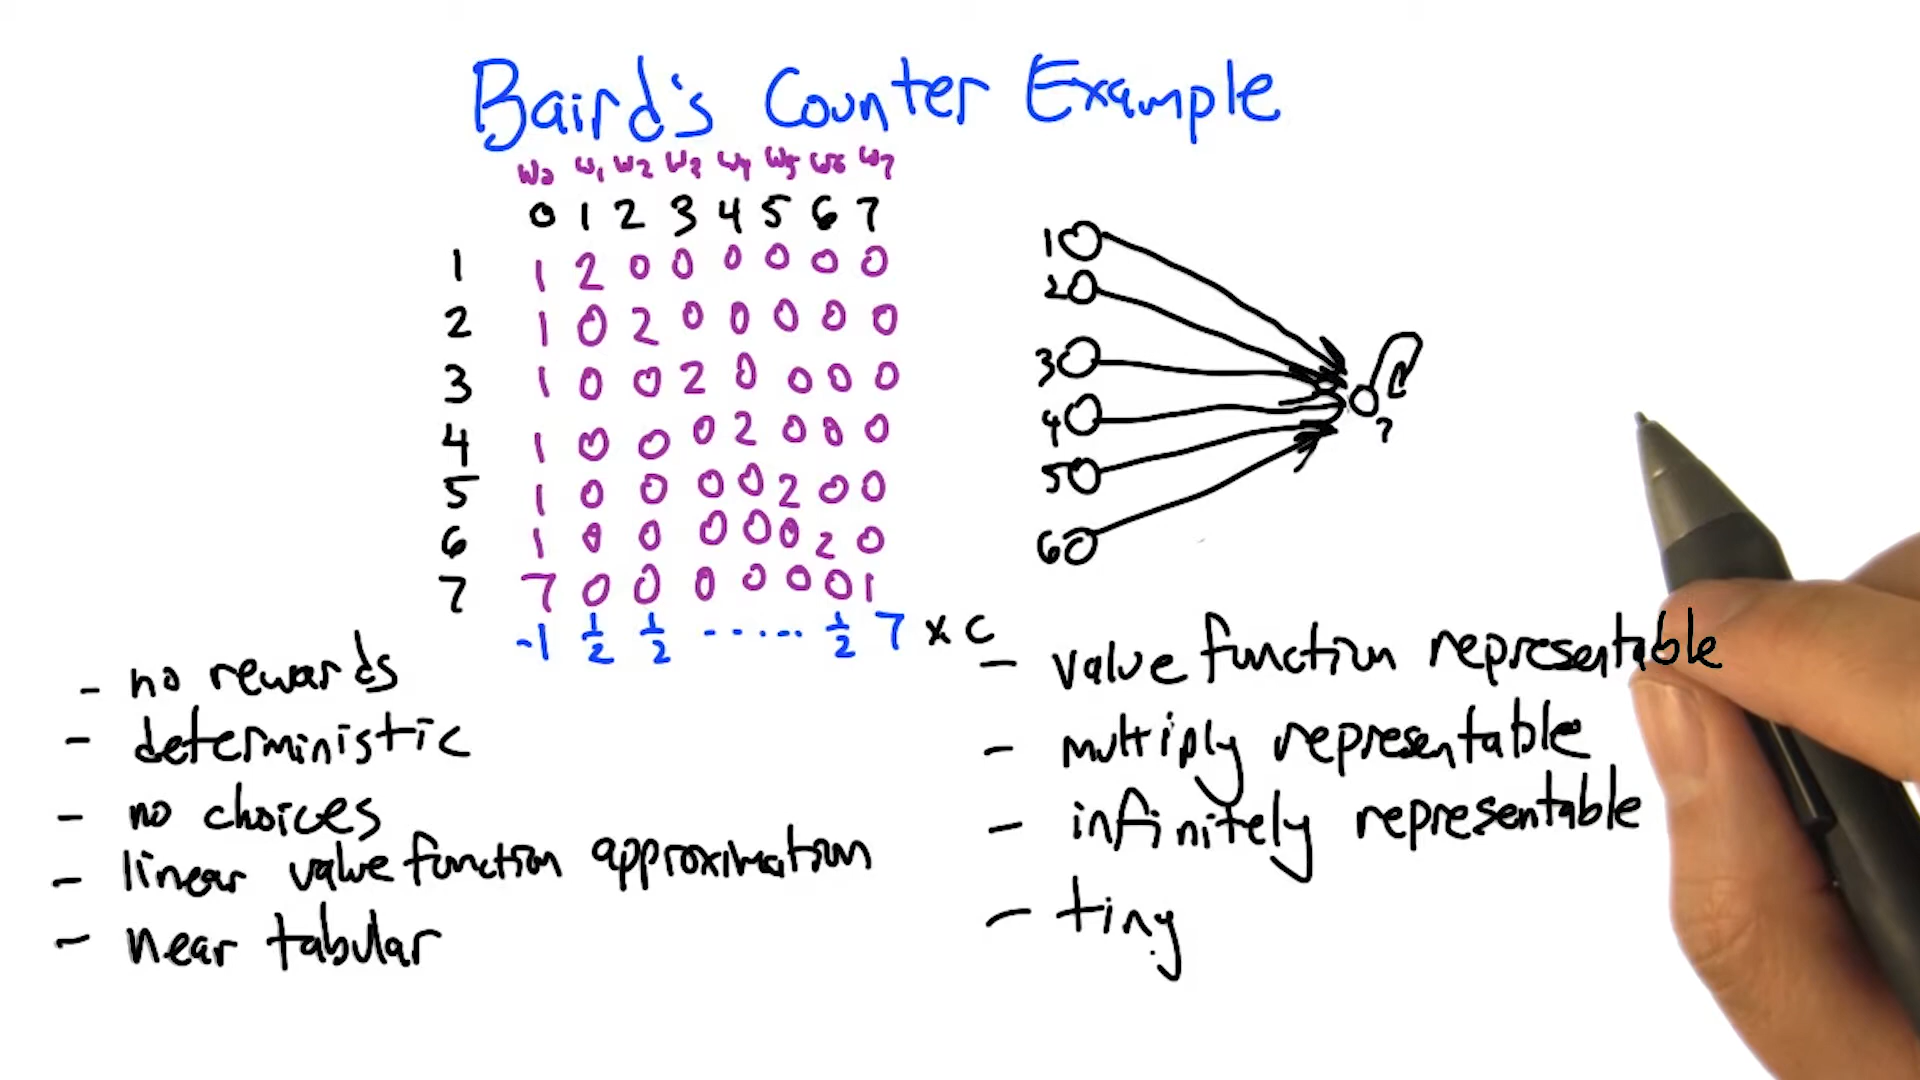 Baird's Counter Example
w0 w1 w2 w3 w4 w5 w6 w7
0 1 2 3 4 5 6 7
1 1 2 0 0 0 0 0 0
2 1 0 2 0 0 0 0 0
3 1 0 0 2 0 0 0 0
4 1 0 0 0 2 0 0 0
5 1 0 0 0 0 2 0 0
6 1 0 0 0 0 0 2 0
7 7 0 0 0 0 0 0 1
-1 1/2 1/2 ...... 1/2 7 x c
1
2
3
4
5
6
7
- no rewards
- deterministic
- no choices
- linear value function approximation
- near tabular
- value function representable
- multiply representable
- infinitely representable
- tiny